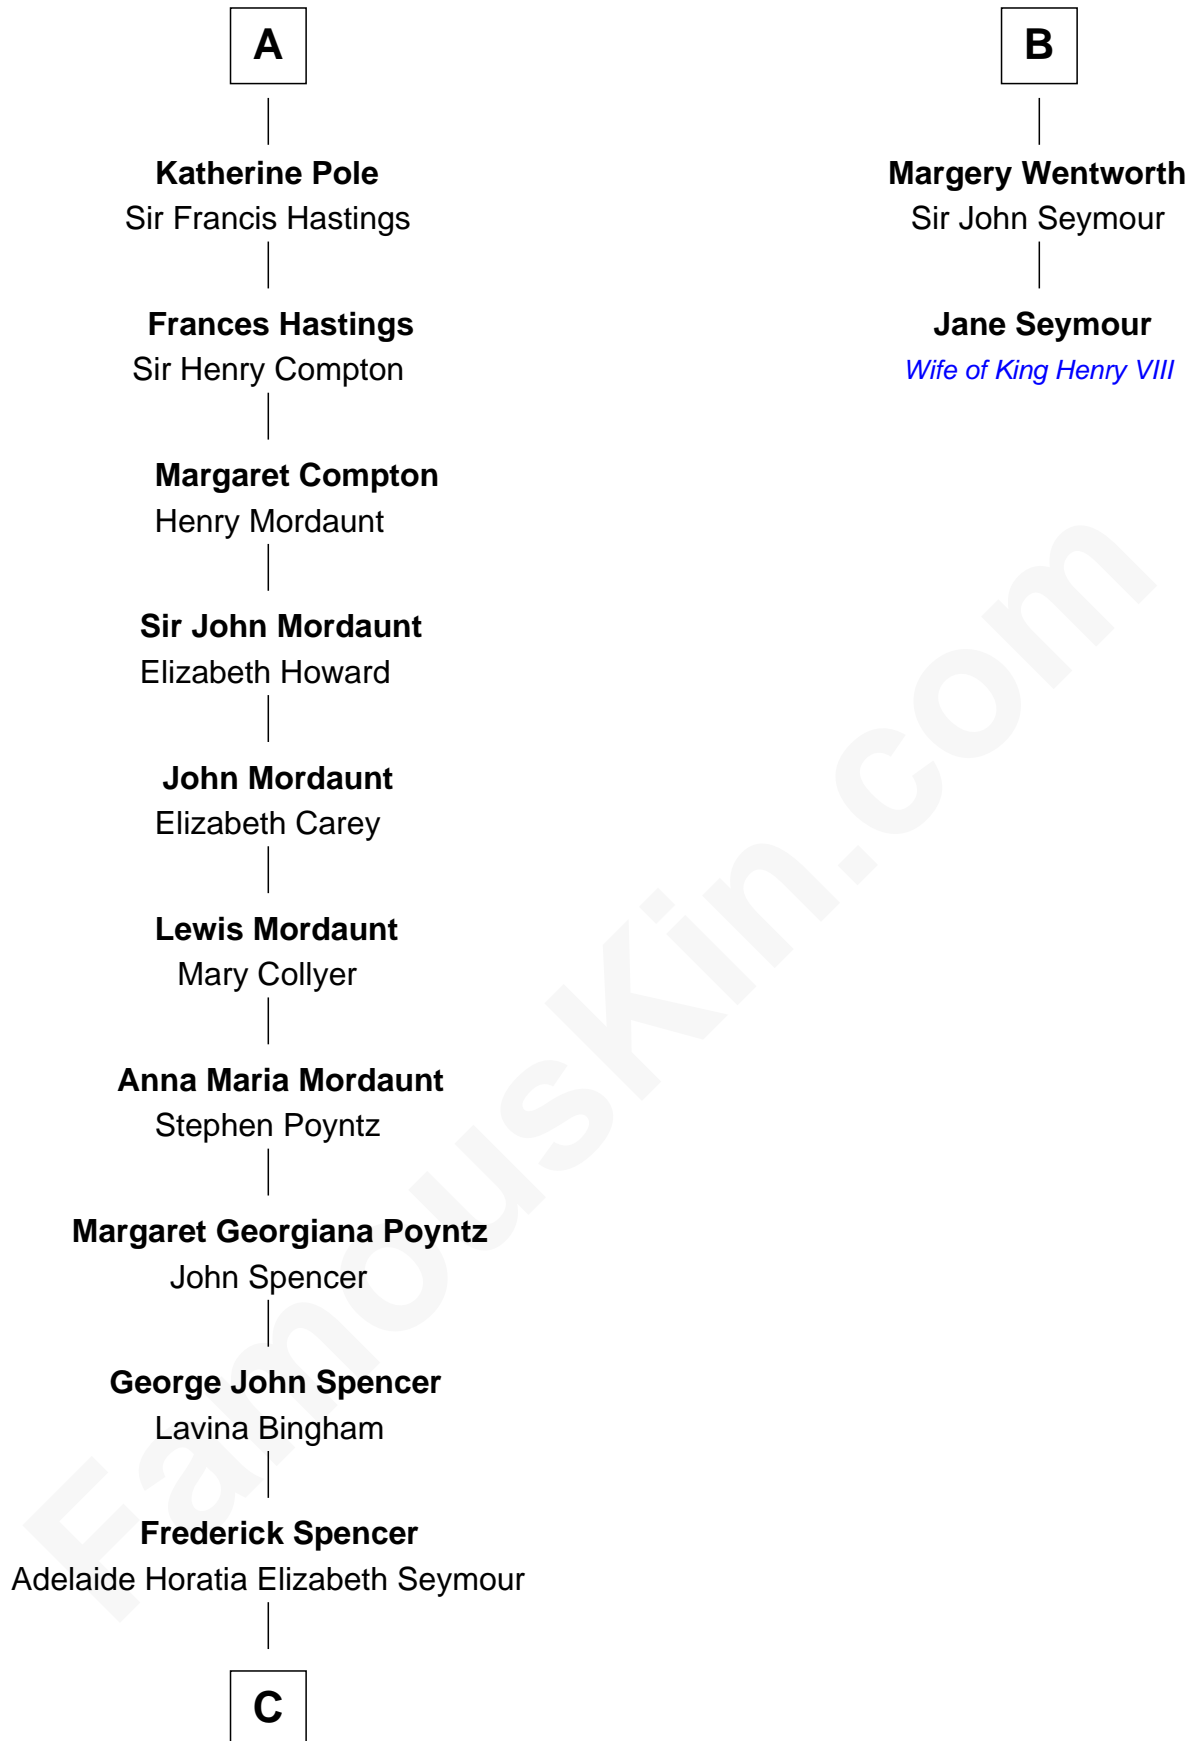 A
Katherine Pole
Sir Francis Hastings
Frances Hastings
Sir Henry Compton
Margaret Compton
Henry Mordaunt
Sir John Mordaunt
Elizabeth Howard
John Mordaunt
Elizabeth Carey
Lewis Mordaunt
Mary Collyer
Anna Maria Mordaunt
Stephen Poyntz
Margaret Georgiana Poyntz
John Spencer
George John Spencer
Lavina Bingham
Frederick Spencer
Adelaide Horatia Elizabeth Seymour
C
B
Margery Wentworth
Sir John Seymour
Jane Seymour
Wife of King Henry VIII
FamousKin.com